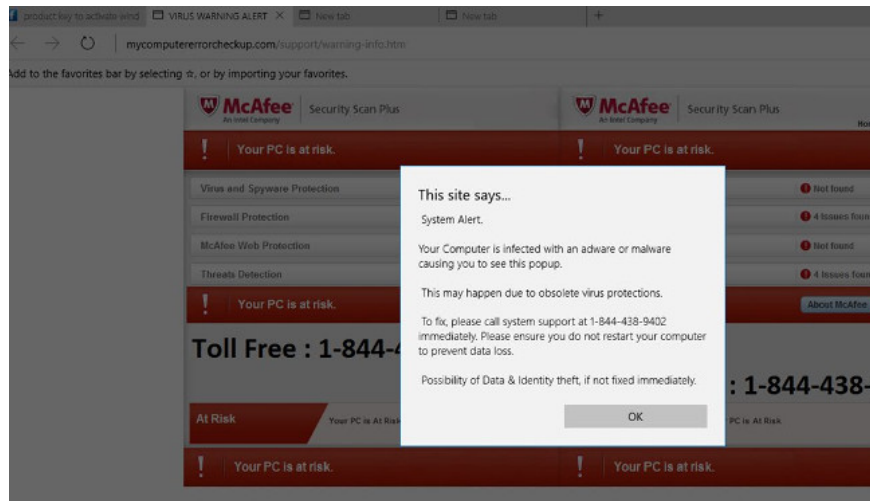 product key to activate wind
VIRUS WARNING ALERT
New tab
New tab
mycomputererrorcheckup.com/support/warning-info.htm
Add to the favorites bar by selecting ☆, or by importing your favorites.
McAfee
An Intel Company
Security Scan Plus
McAfee
An Intel Company
Security Scan Plus
! Your PC is at risk.
! Your PC is at risk.
Virus and Spyware Protection
Not found
Firewall Protection
4 Issues foun
McAfee Web Protection
Not found
Threats Detection
4 Issues foun
! Your PC is at risk.
About McAfee
Toll Free : 1-844-4
: 1-844-438-
At Risk
Your PC is At Risk
PC is At Risk
! Your PC is at risk.
! Your PC is at risk.
This site says...
System Alert.
Your Computer is infected with an adware or malware
causing you to see this popup.
This may happen due to obsolete virus protections.
To fix, please call system support at 1-844-438-9402
immediately. Please ensure you do not restart your computer
to prevent data loss.
Possibility of Data & Identity theft, if not fixed immediately.
OK